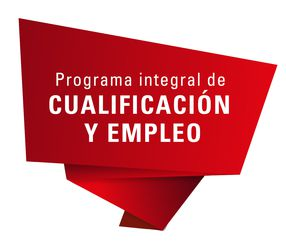 Programa integral de
CUALIFICACIÓN
Y EMPLEO